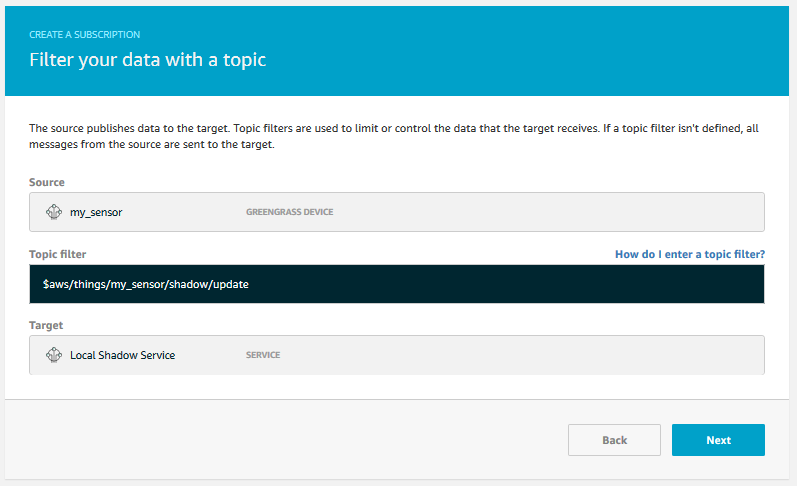 CREATE A SUBSCRIPTION
Filter your data with a topic
The source publishes data to the target. Topic filters are used to limit or control the data that the target receives. If a topic filter isn't defined, all
messages from the source are sent to the target.
Source
my_sensor GREENGRASS DEVICE
Topic filter How do I enter a topic filter?
$aws/things/my_sensor/shadow/update
Target
Local Shadow Service SERVICE
Back Next